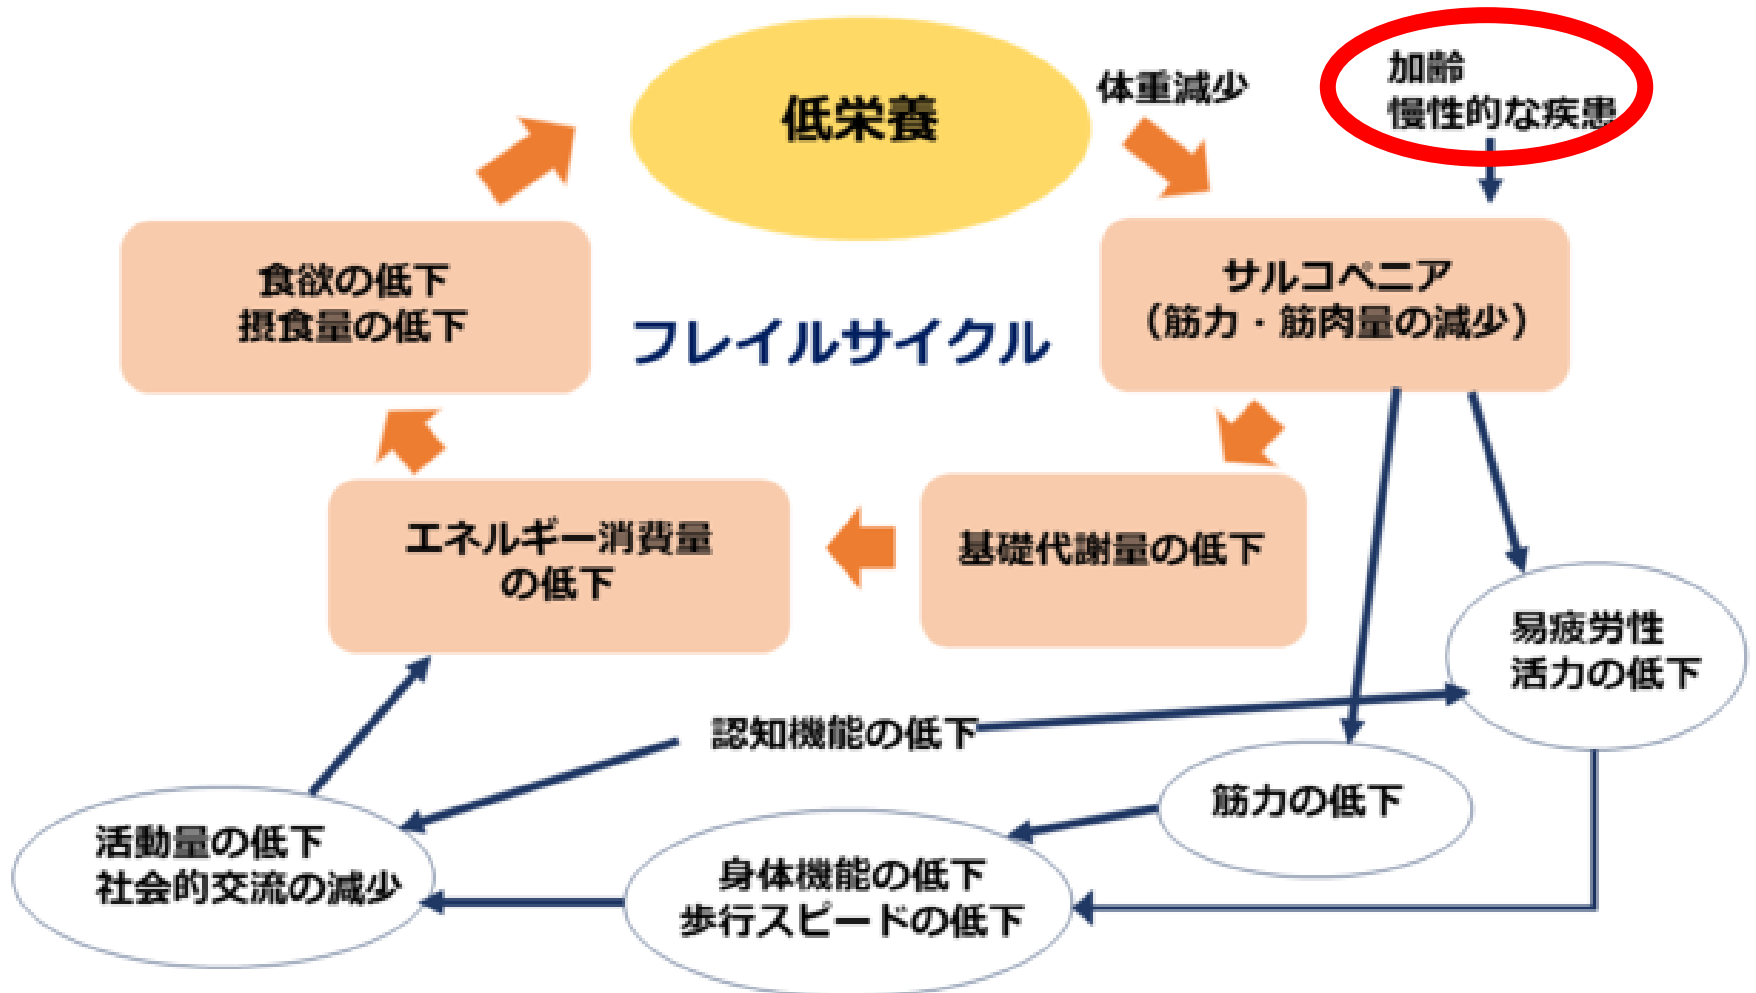 低栄養
体重減少
加齢
慢性的な疾患
食欲の低下
摂食量の低下
フレイルサイクル
サルコペニア
（筋力・筋肉量の減少）
エネルギー消費量
の低下
基礎代謝量の低下
易疲労性
活力の低下
認知機能の低下
筋力の低下
活動量の低下
社会的交流の減少
身体機能の低下
歩行スピードの低下